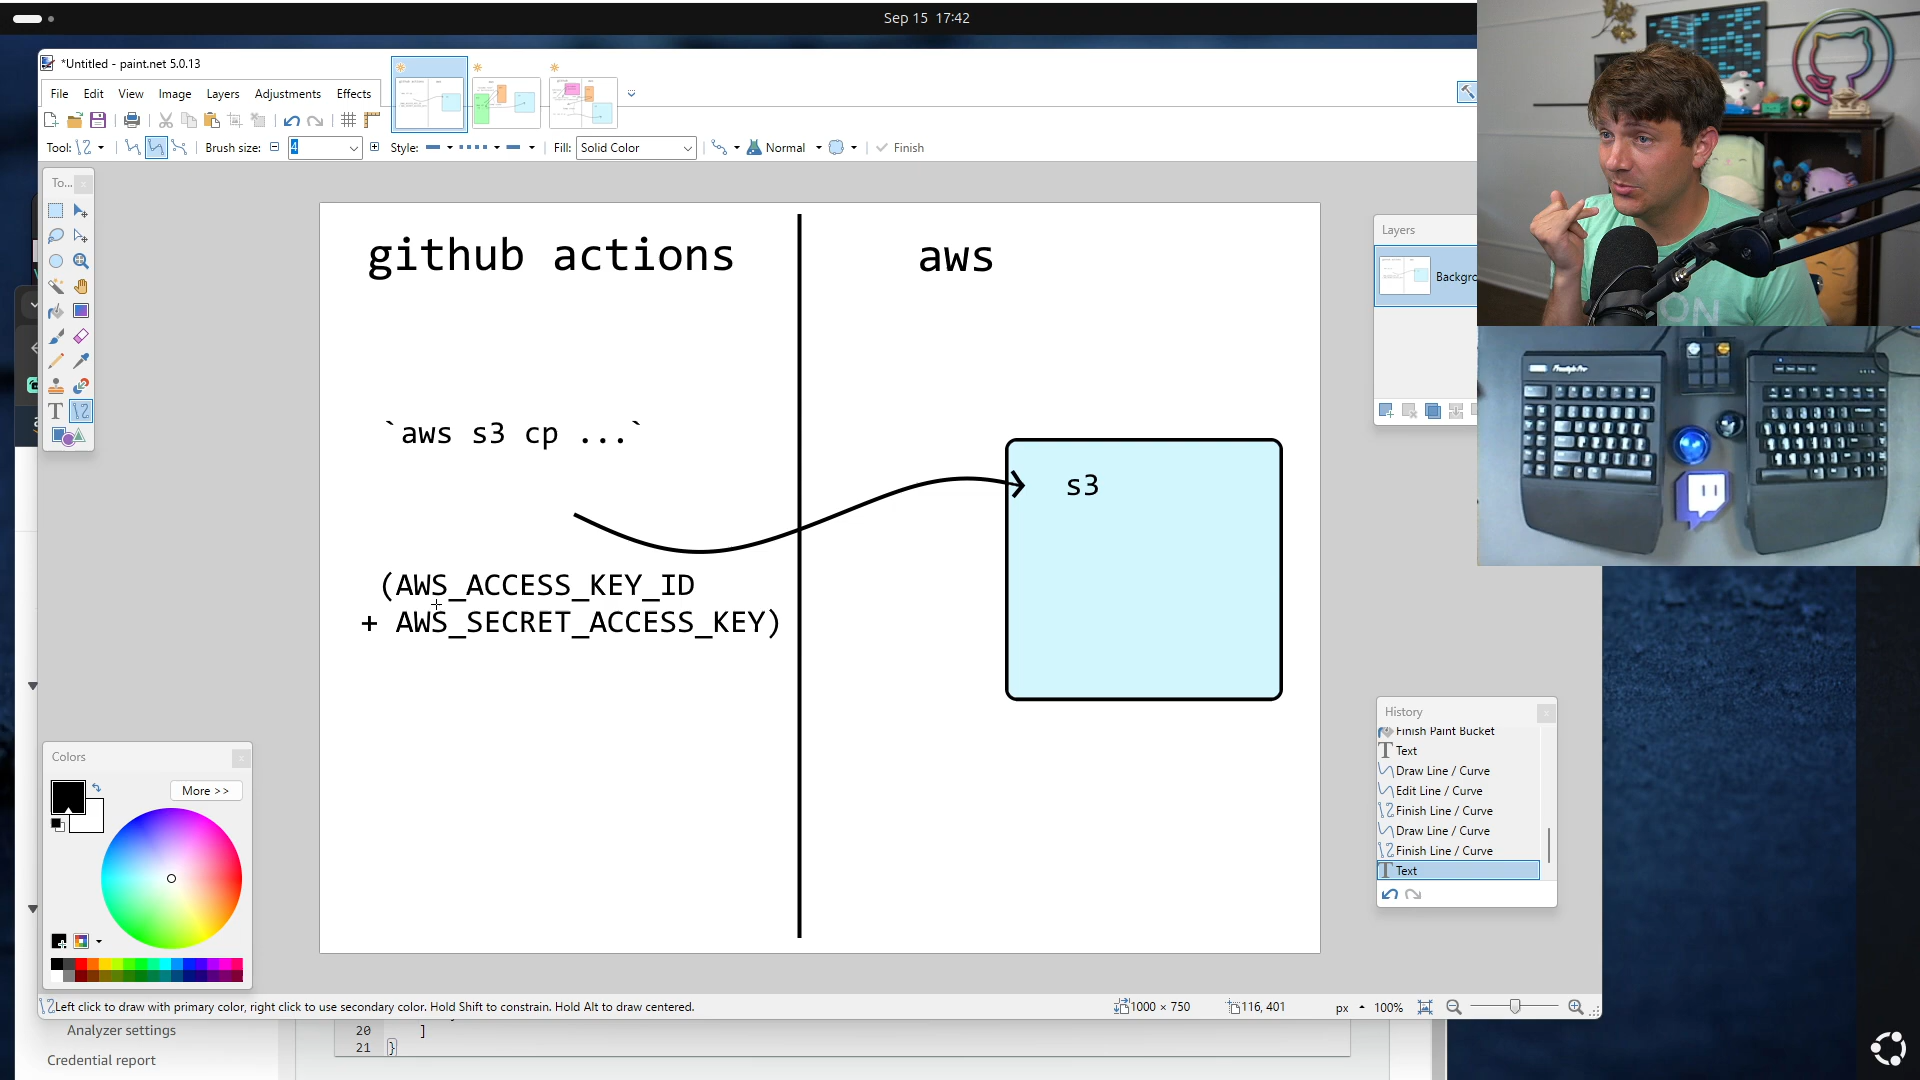 Sep 15 17:42
*Untitled - paint.net 5.0.13
File Edit View Image Layers Adjustments Effects
Tool: Brush size: 4 Style: Fill: Solid Color Normal Finish
To...
github actions
aws
`aws s3 cp ...`
s3
(AWS_ACCESS_KEY_ID
+ AWS_SECRET_ACCESS_KEY)
Layers
Backgro
History
Finish Paint Bucket
Text
Draw Line / Curve
Edit Line / Curve
Finish Line / Curve
Draw Line / Curve
Finish Line / Curve
Text
Colors
More >>
Left click to draw with primary color, right click to use secondary color. Hold Shift to constrain. Hold Alt to draw centered.
1000 × 750
116, 401
px
100%
Analyzer settings
Credential report
20 ]
21 }